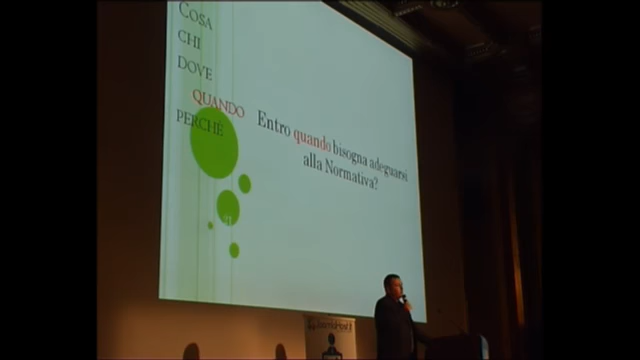 COSA
CHI
DOVE
QUANDO
PERCHÉ
Entro quando bisogna adeguarsi
alla Normativa?